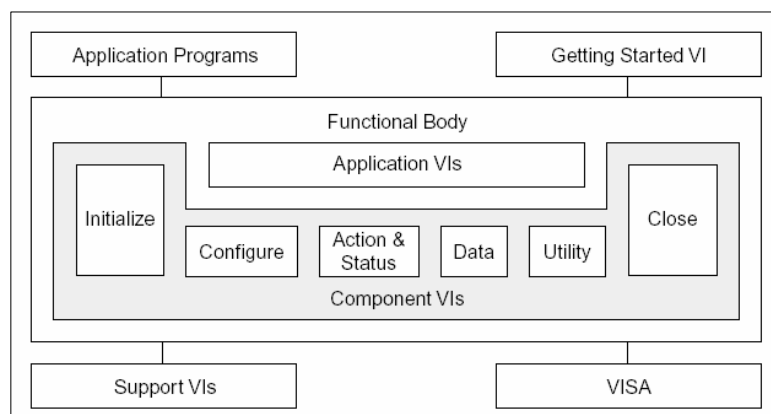 Application Programs
Getting Started VI
Functional Body
Application VIs
Initialize
Close
Configure
Action &
Status
Data
Utility
Component VIs
Support VIs
VISA